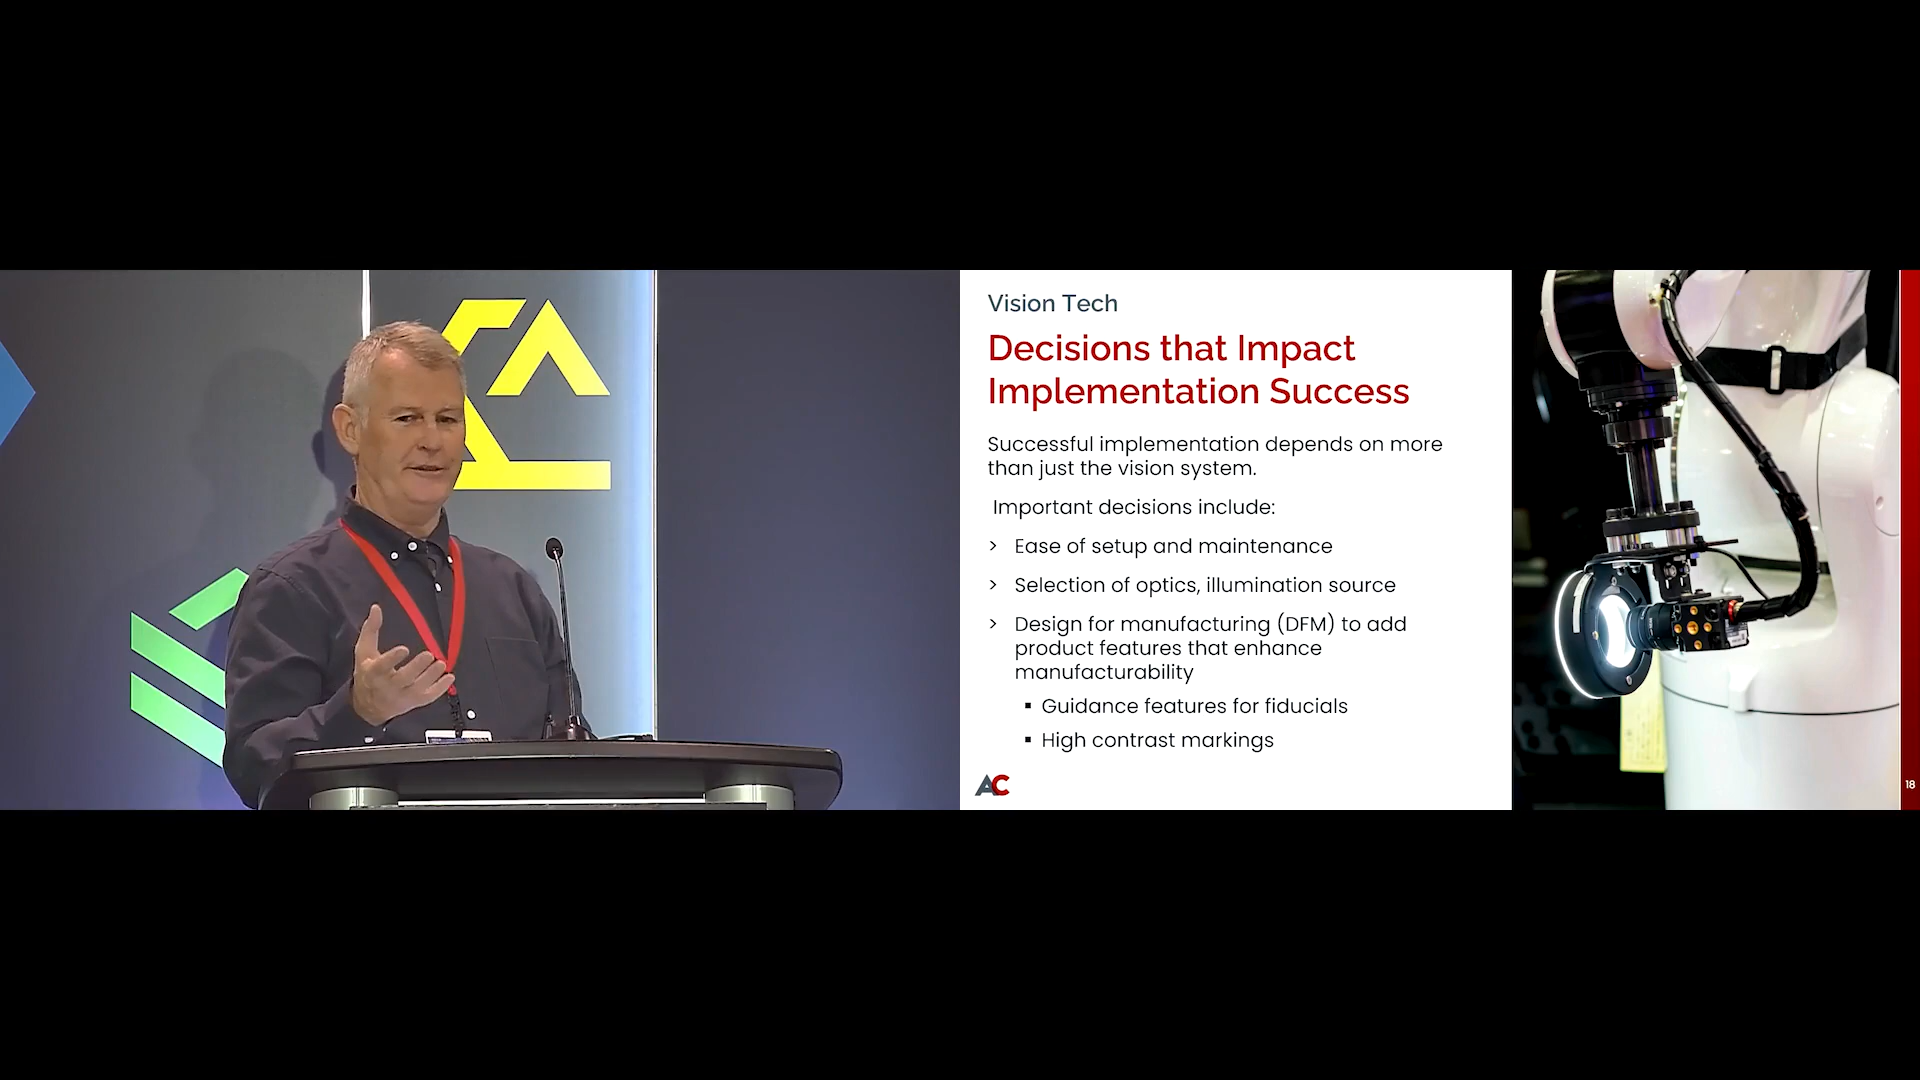 Vision Tech
Decisions that Impact
Implementation Success
Successful implementation depends on more
than just the vision system.
Important decisions include:
> Ease of setup and maintenance
> Selection of optics, illumination source
> Design for manufacturing (DFM) to add
product features that enhance
manufacturability
▪ Guidance features for fiducials
▪ High contrast markings
AC
18